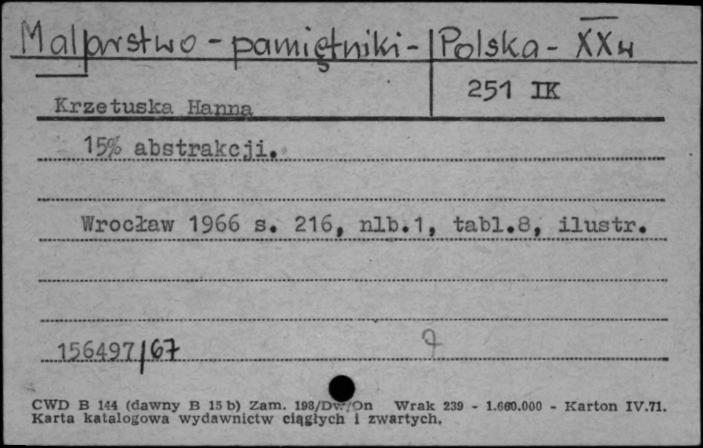 Malarstwo - pamiętniki - Polska - XX w
251 IK
Krzetuska Hanna
15% abstrakcji.
Wrocław 1966 s. 216, nlb.1, tabl.8, ilustr.
156497/67
CWD B 144 (dawny B 15 b) Zam. 198/Dw/On Wrak 239 - 1.660.000 - Karton IV.71.
Karta katalogowa wydawnictw ciągłych i zwartych.